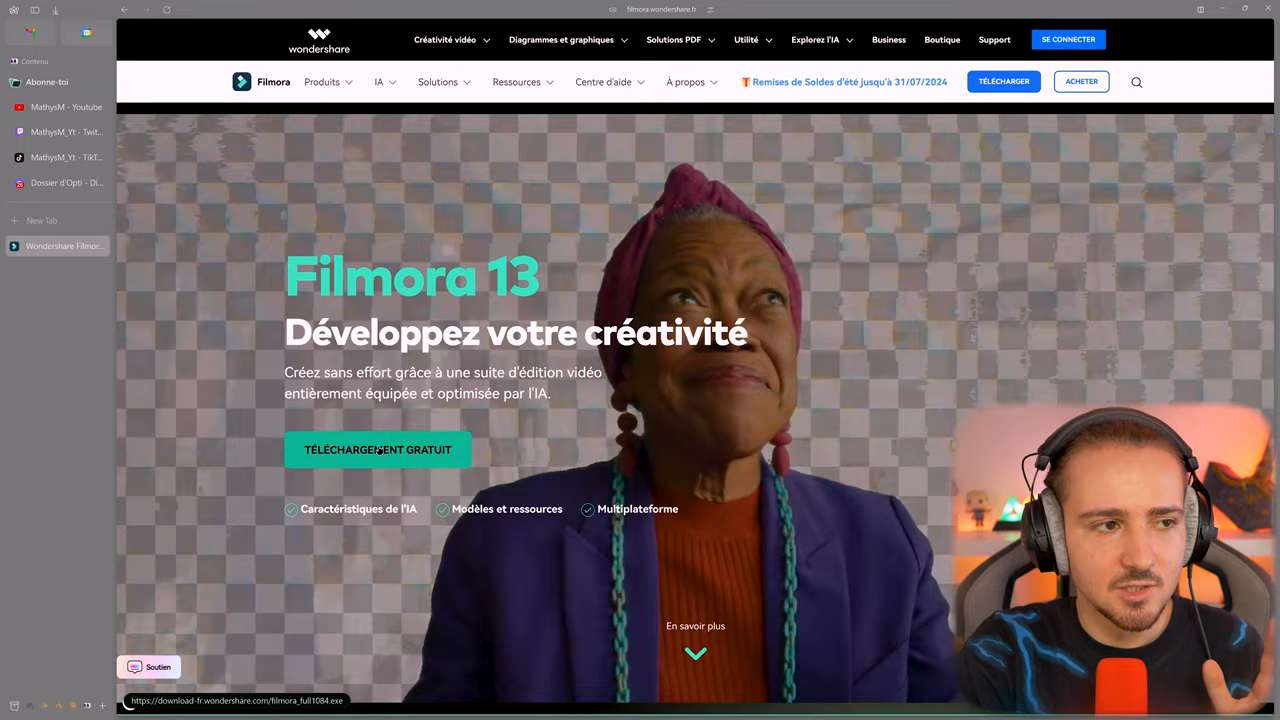 filmora.wondershare.fr
Contenu
Abonne-toi
MathysM - Youtube
MathysM_Yt - Twit...
MathysM_Yt - TikT...
Dossier d'Opti - Di...
New Tab
Wondershare Filmor...
wondershare
Créativité vidéo
Diagrammes et graphiques
Solutions PDF
Utilité
Explorez l'IA
Business
Boutique
Support
SE CONNECTER
Filmora
Produits
IA
Solutions
Ressources
Centre d'aide
À propos
Remises de Soldes d'été jusqu'à 31/07/2024
TÉLÉCHARGER
ACHETER
Filmora 13
Développez votre créativité
Créez sans effort grâce à une suite d'édition vidéo
entièrement équipée et optimisée par l'IA.
TÉLÉCHARGEMENT GRATUIT
Caractéristiques de l'IA
Modèles et ressources
Multiplateforme
En savoir plus
Soutien
https://download-fr.wondershare.com/filmora_full1084.exe